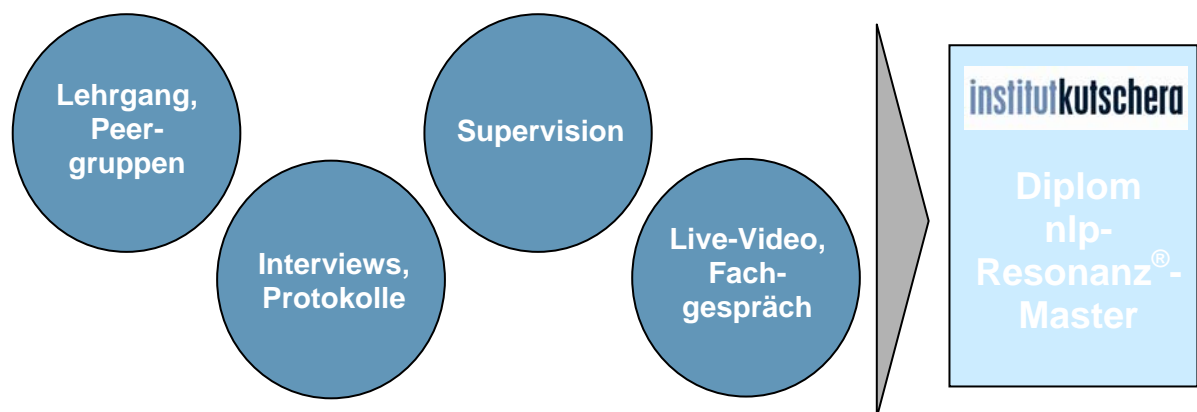 Lehrgang,
Peer-
gruppen
Interviews,
Protokolle
Supervision
Live-Video,
Fach-
gespräch
institutkutschera
Diplom
nlp-
Resonanz®-
Master